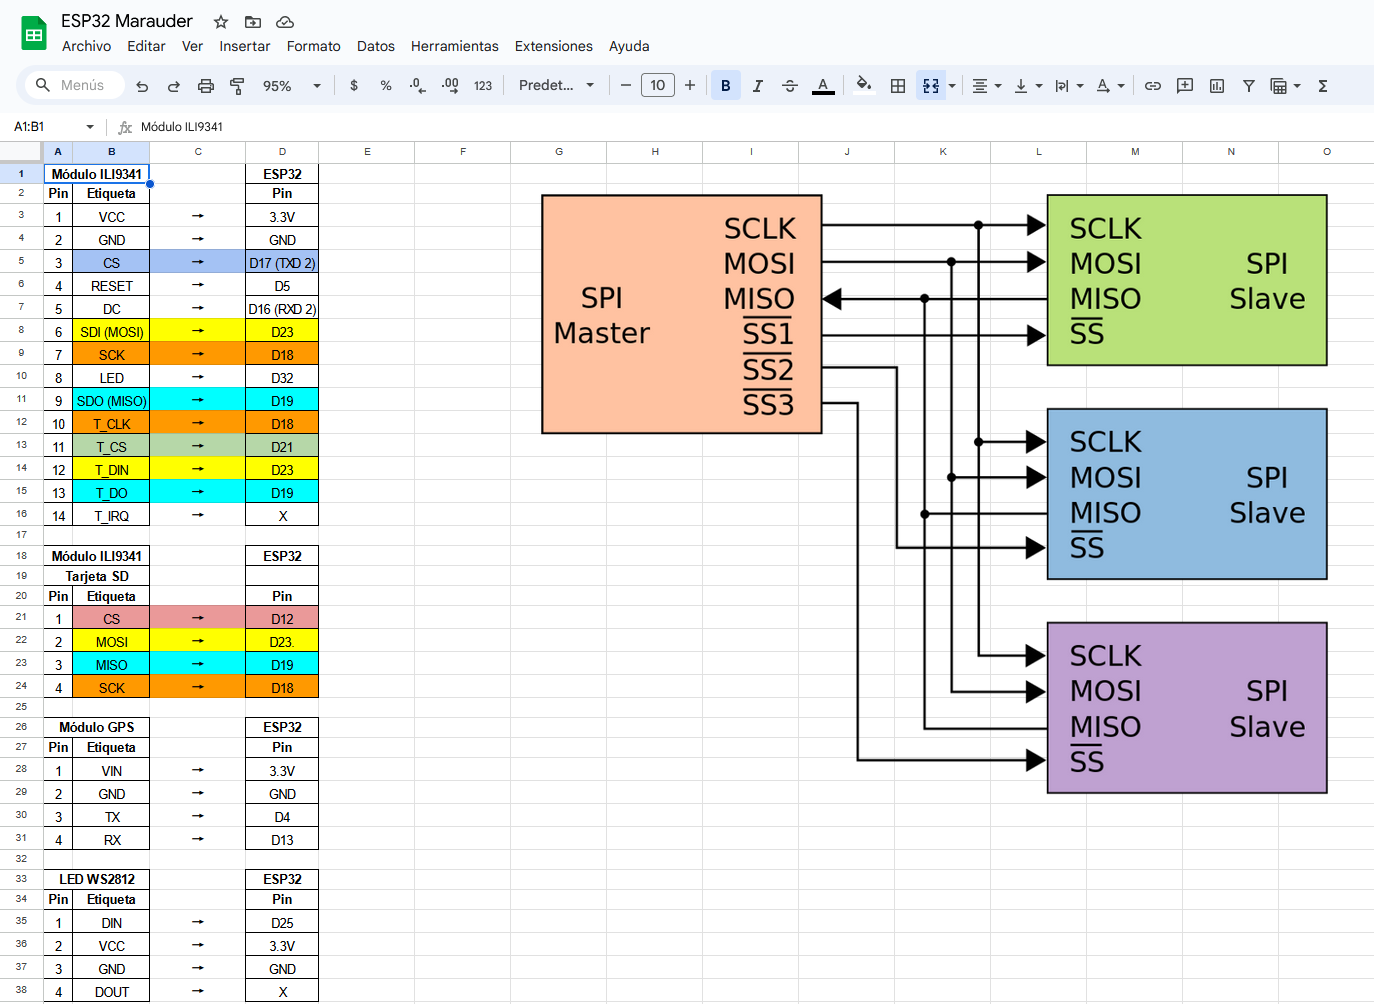 ESP32 Marauder
Archivo Editar Ver Insertar Formato Datos Herramientas Extensiones Ayuda
Menús 95% $ % .0 .00 123 Predet... − 10 + B I A Σ
A1:B1 fx Módulo ILI9341
A B C D E F G H I J K L M N O
1 Módulo ILI9341 ESP32
2 Pin Etiqueta Pin
3 1 VCC → 3.3V
4 2 GND → GND
5 3 CS → D17 (TXD 2)
6 4 RESET → D5
7 5 DC → D16 (RXD 2)
8 6 SDI (MOSI) → D23
9 7 SCK → D18
10 8 LED → D32
11 9 SDO (MISO) → D19
12 10 T_CLK → D18
13 11 T_CS → D21
14 12 T_DIN → D23
15 13 T_DO → D19
16 14 T_IRQ → X
17
18 Módulo ILI9341 ESP32
19 Tarjeta SD
20 Pin Etiqueta Pin
21 1 CS → D12
22 2 MOSI → D23.
23 3 MISO → D19
24 4 SCK → D18
25
26 Módulo GPS ESP32
27 Pin Etiqueta Pin
28 1 VIN → 3.3V
29 2 GND → GND
30 3 TX → D4
31 4 RX → D13
32
33 LED WS2812 ESP32
34 Pin Etiqueta Pin
35 1 DIN → D25
36 2 VCC → 3.3V
37 3 GND → GND
38 4 DOUT → X
SPI
Master
SCLK
MOSI
MISO
SS1
SS2
SS3
SCLK
MOSI
MISO
SS
SPI
Slave
SCLK
MOSI
MISO
SS
SPI
Slave
SCLK
MOSI
MISO
SS
SPI
Slave